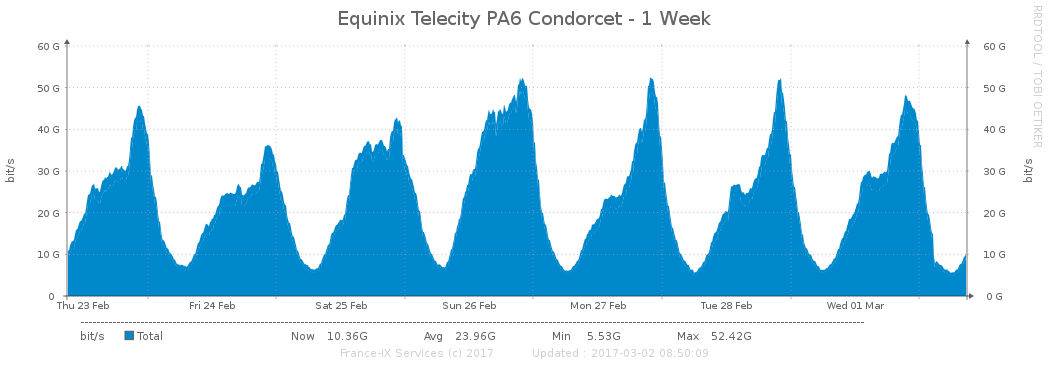 Equinix Telecity PA6 Condorcet - 1 Week
RRDTOOL / TOBI OETIKER
bit/s
60 G
50 G
40 G
30 G
20 G
10 G
0
60 G
50 G
40 G
30 G
20 G
10 G
0 G
bit/s
Thu 23 Feb Fri 24 Feb Sat 25 Feb Sun 26 Feb Mon 27 Feb Tue 28 Feb Wed 01 Mar
bit/s Total Now 10.36G Avg 23.96G Min 5.53G Max 52.42G
France-IX Services (c) 2017 Updated : 2017-03-02 08:50:09